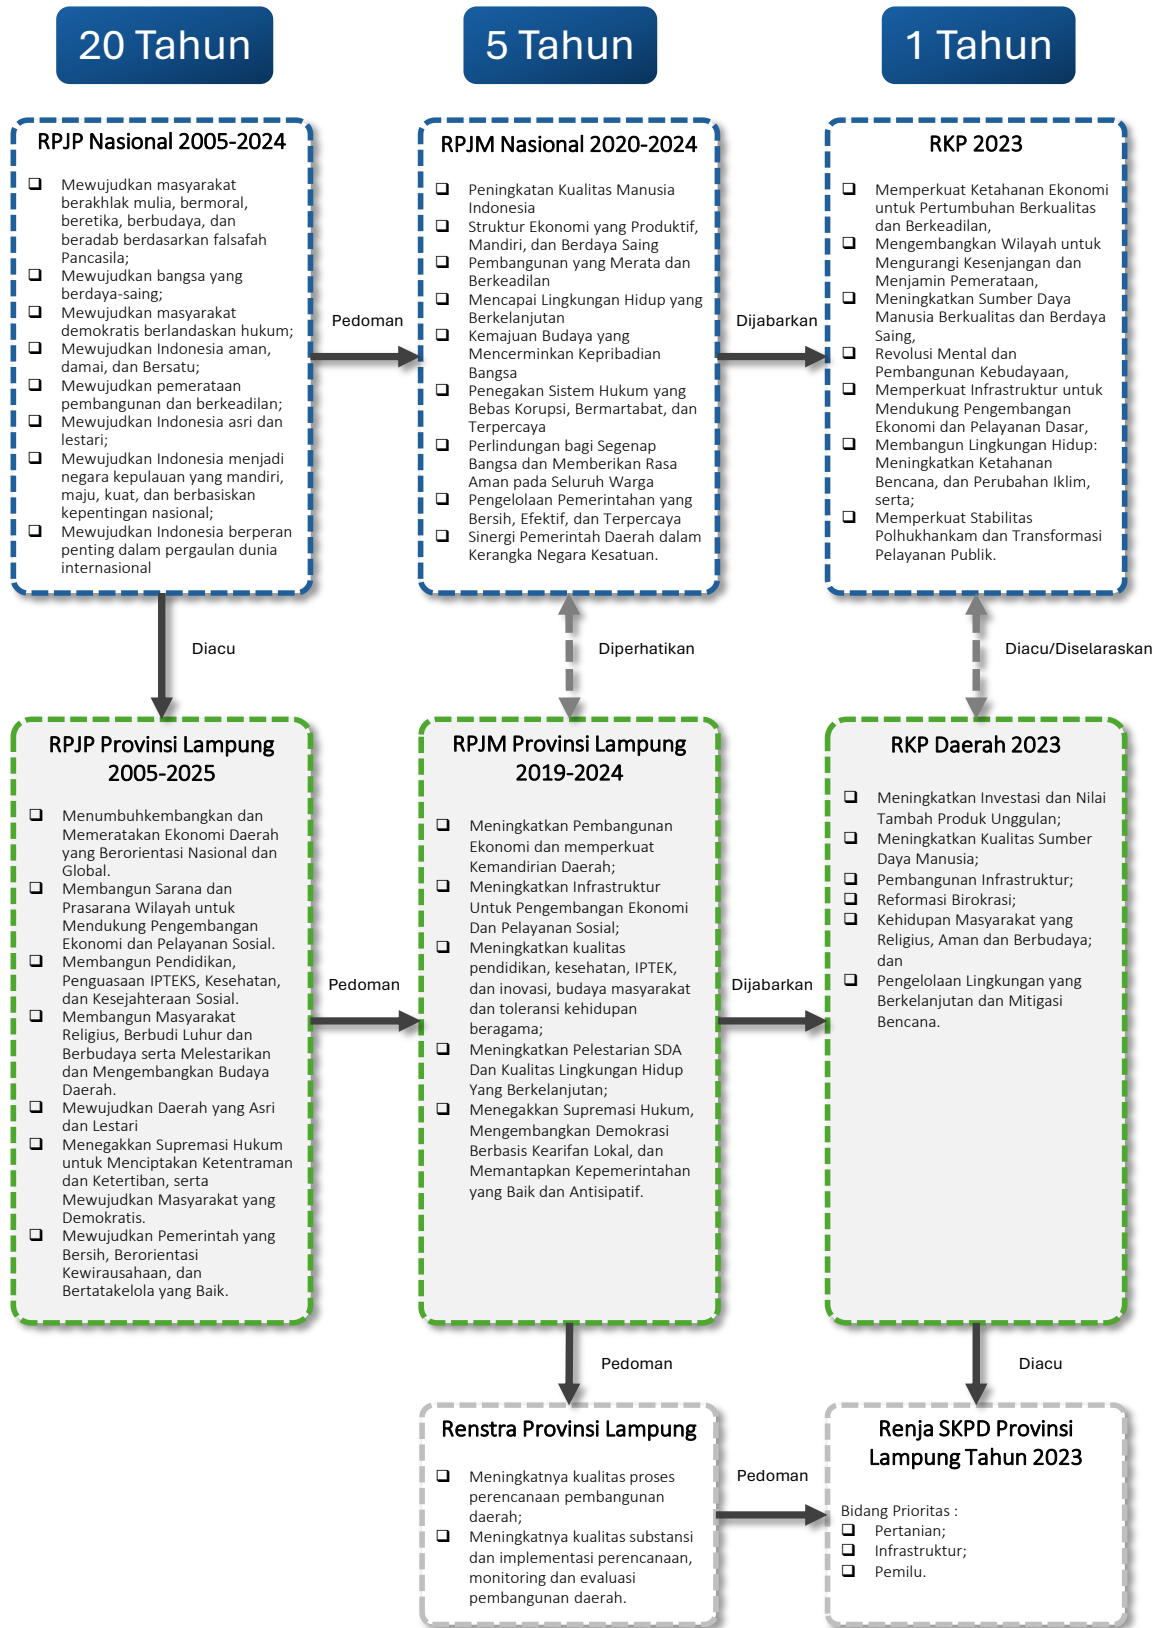 20 Tahun
5 Tahun
1 Tahun
RPJP Nasional 2005-2024
❑ Mewujudkan masyarakat
berakhlak mulia, bermoral,
beretika, berbudaya, dan
beradab berdasarkan falsafah
Pancasila;
❑ Mewujudkan bangsa yang
berdaya-saing;
❑ Mewujudkan masyarakat
demokratis berlandaskan hukum;
❑ Mewujudkan Indonesia aman,
damai, dan Bersatu;
❑ Mewujudkan pemerataan
pembangunan dan berkeadilan;
❑ Mewujudkan Indonesia asri dan
lestari;
❑ Mewujudkan Indonesia menjadi
negara kepulauan yang mandiri,
maju, kuat, dan berbasiskan
kepentingan nasional;
❑ Mewujudkan Indonesia berperan
penting dalam pergaulan dunia
internasional
Pedoman
RPJM Nasional 2020-2024
❑ Peningkatan Kualitas Manusia
Indonesia
❑ Struktur Ekonomi yang Produktif,
Mandiri, dan Berdaya Saing
❑ Pembangunan yang Merata dan
Berkeadilan
❑ Mencapai Lingkungan Hidup yang
Berkelanjutan
❑ Kemajuan Budaya yang
Mencerminkan Kepribadian
Bangsa
❑ Penegakan Sistem Hukum yang
Bebas Korupsi, Bermartabat, dan
Terpercaya
❑ Perlindungan bagi Segenap
Bangsa dan Memberikan Rasa
Aman pada Seluruh Warga
❑ Pengelolaan Pemerintahan yang
Bersih, Efektif, dan Terpercaya
❑ Sinergi Pemerintah Daerah dalam
Kerangka Negara Kesatuan.
Dijabarkan
RKP 2023
❑ Memperkuat Ketahanan Ekonomi
untuk Pertumbuhan Berkualitas
dan Berkeadilan,
❑ Mengembangkan Wilayah untuk
Mengurangi Kesenjangan dan
Menjamin Pemerataan,
❑ Meningkatkan Sumber Daya
Manusia Berkualitas dan Berdaya
Saing,
❑ Revolusi Mental dan
Pembangunan Kebudayaan,
❑ Memperkuat Infrastruktur untuk
Mendukung Pengembangan
Ekonomi dan Pelayanan Dasar,
❑ Membangun Lingkungan Hidup:
Meningkatkan Ketahanan
Bencana, dan Perubahan Iklim,
serta;
❑ Memperkuat Stabilitas
Polhukhankam dan Transformasi
Pelayanan Publik.
Diacu
Diperhatikan
Diacu/Diselaraskan
RPJP Provinsi Lampung
2005-2025
❑ Menumbuhkembangkan dan
Memeratakan Ekonomi Daerah
yang Berorientasi Nasional dan
Global.
❑ Membangun Sarana dan
Prasarana Wilayah untuk
Mendukung Pengembangan
Ekonomi dan Pelayanan Sosial.
❑ Membangun Pendidikan,
Penguasaan IPTEKS, Kesehatan,
dan Kesejahteraan Sosial.
❑ Membangun Masyarakat
Religius, Berbudi Luhur dan
Berbudaya serta Melestarikan
dan Mengembangkan Budaya
Daerah.
❑ Mewujudkan Daerah yang Asri
dan Lestari
❑ Menegakkan Supremasi Hukum
untuk Menciptakan Ketentraman
dan Ketertiban, serta
Mewujudkan Masyarakat yang
Demokratis.
❑ Mewujudkan Pemerintah yang
Bersih, Berorientasi
Kewirausahaan, dan
Bertatakelola yang Baik.
Pedoman
RPJM Provinsi Lampung
2019-2024
❑ Meningkatkan Pembangunan
Ekonomi dan memperkuat
Kemandirian Daerah;
❑ Meningkatkan Infrastruktur
Untuk Pengembangan Ekonomi
Dan Pelayanan Sosial;
❑ Meningkatkan kualitas
pendidikan, kesehatan, IPTEK,
dan inovasi, budaya masyarakat
dan toleransi kehidupan
beragama;
❑ Meningkatkan Pelestarian SDA
Dan Kualitas Lingkungan Hidup
Yang Berkelanjutan;
❑ Menegakkan Supremasi Hukum,
Mengembangkan Demokrasi
Berbasis Kearifan Lokal, dan
Memantapkan Kepemerintahan
yang Baik dan Antisipatif.
Dijabarkan
RKP Daerah 2023
❑ Meningkatkan Investasi dan Nilai
Tambah Produk Unggulan;
❑ Meningkatkan Kualitas Sumber
Daya Manusia;
❑ Pembangunan Infrastruktur;
❑ Reformasi Birokrasi;
❑ Kehidupan Masyarakat yang
Religius, Aman dan Berbudaya;
dan
❑ Pengelolaan Lingkungan yang
Berkelanjutan dan Mitigasi
Bencana.
Pedoman
Diacu
Renstra Provinsi Lampung
❑ Meningkatnya kualitas proses
perencanaan pembangunan
daerah;
❑ Meningkatnya kualitas substansi
dan implementasi perencanaan,
monitoring dan evaluasi
pembangunan daerah.
Pedoman
Renja SKPD Provinsi
Lampung Tahun 2023
Bidang Prioritas :
❑ Pertanian;
❑ Infrastruktur;
❑ Pemilu.